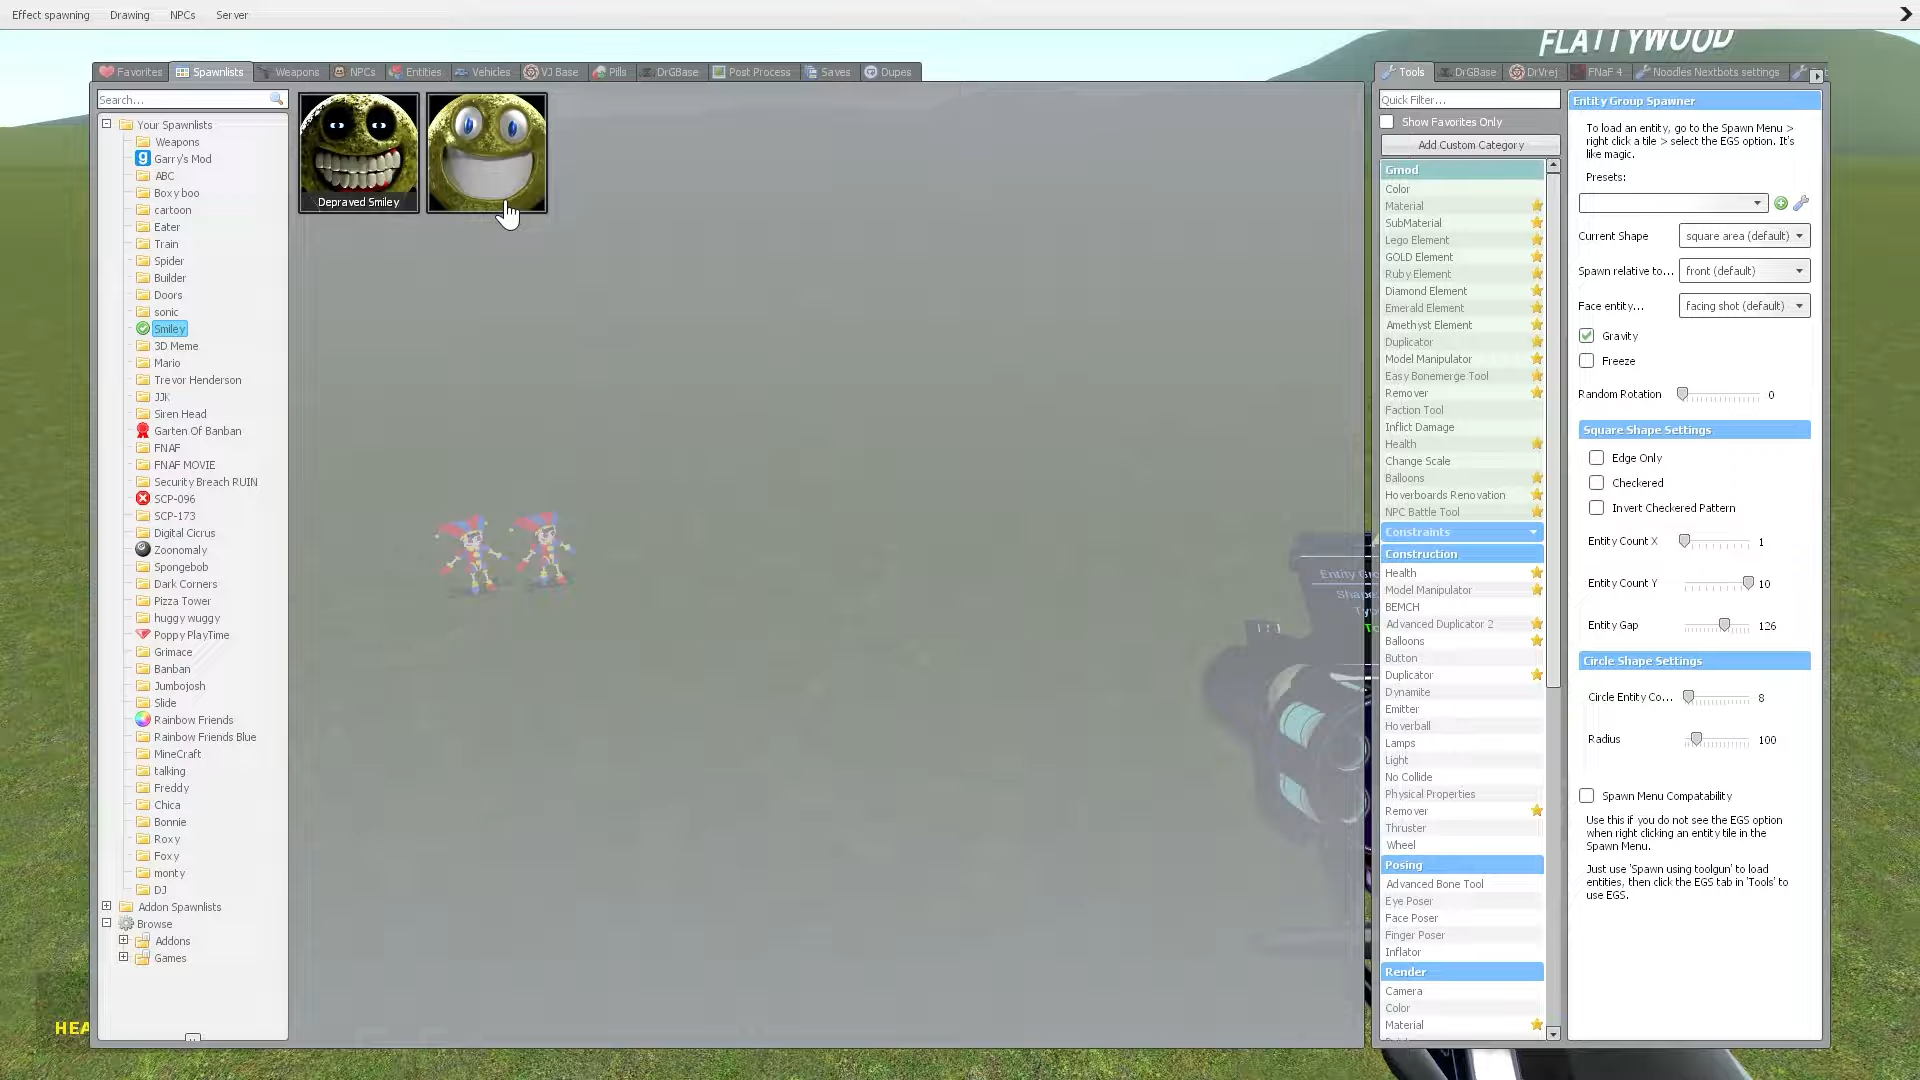 Effect spawning Drawing NPCs Server
FLATTYWOOD
Favorites Spawnlists Weapons NPCs Entities Vehicles VJ Base Pills DrGBase Post Process Saves Dupes
Search...
Your Spawnlists
Weapons
Garry's Mod
ABC
Boxy boo
cartoon
Eater
Train
Spider
Builder
Doors
sonic
Smiley
3D Meme
Mario
Trevor Henderson
JJK
Siren Head
Garten Of Banban
FNAF
FNAF MOVIE
Security Breach RUIN
SCP-096
SCP-173
Digital Cicrus
Zoonomaly
Spongebob
Dark Corners
Pizza Tower
huggy wuggy
Poppy PlayTime
Grimace
Banban
Jumbojosh
Slide
Rainbow Friends
Rainbow Friends Blue
MineCraft
talking
Freddy
Chica
Bonnie
Roxy
Foxy
monty
DJ
Addon Spawnlists
Browse
Addons
Games
HEA
Depraved Smiley
Entity Gro
Shape
Typ
To
Tools DrGBase DrVrej FNaF 4 Noodles Nextbots settings
Quick Filter...
Show Favorites Only
Add Custom Category
Gmod
Color
Material
SubMaterial
Lego Element
GOLD Element
Ruby Element
Diamond Element
Emerald Element
Amethyst Element
Duplicator
Model Manipulator
Easy Bonemerge Tool
Remover
Faction Tool
Inflict Damage
Health
Change Scale
Balloons
Hoverboards Renovation
NPC Battle Tool
Constraints
Construction
Health
Model Manipulator
BEMCH
Advanced Duplicator 2
Balloons
Button
Duplicator
Dynamite
Emitter
Hoverball
Lamps
Light
No Collide
Physical Properties
Remover
Thruster
Wheel
Posing
Advanced Bone Tool
Eye Poser
Face Poser
Finger Poser
Inflator
Render
Camera
Color
Material
Entity Group Spawner
To load an entity, go to the Spawn Menu >
right click a tile > select the EGS option. It's
like magic.
Presets:
Current Shape square area (default)
Spawn relative to... front (default)
Face entity... facing shot (default)
Gravity
Freeze
Random Rotation 0
Square Shape Settings
Edge Only
Checkered
Invert Checkered Pattern
Entity Count X 1
Entity Count Y 10
Entity Gap 126
Circle Shape Settings
Circle Entity Co... 8
Radius 100
Spawn Menu Compatability
Use this if you do not see the EGS option
when right clicking an entity tile in the
Spawn Menu.
Just use 'Spawn using toolgun' to load
entities, then click the EGS tab in 'Tools' to
use EGS.